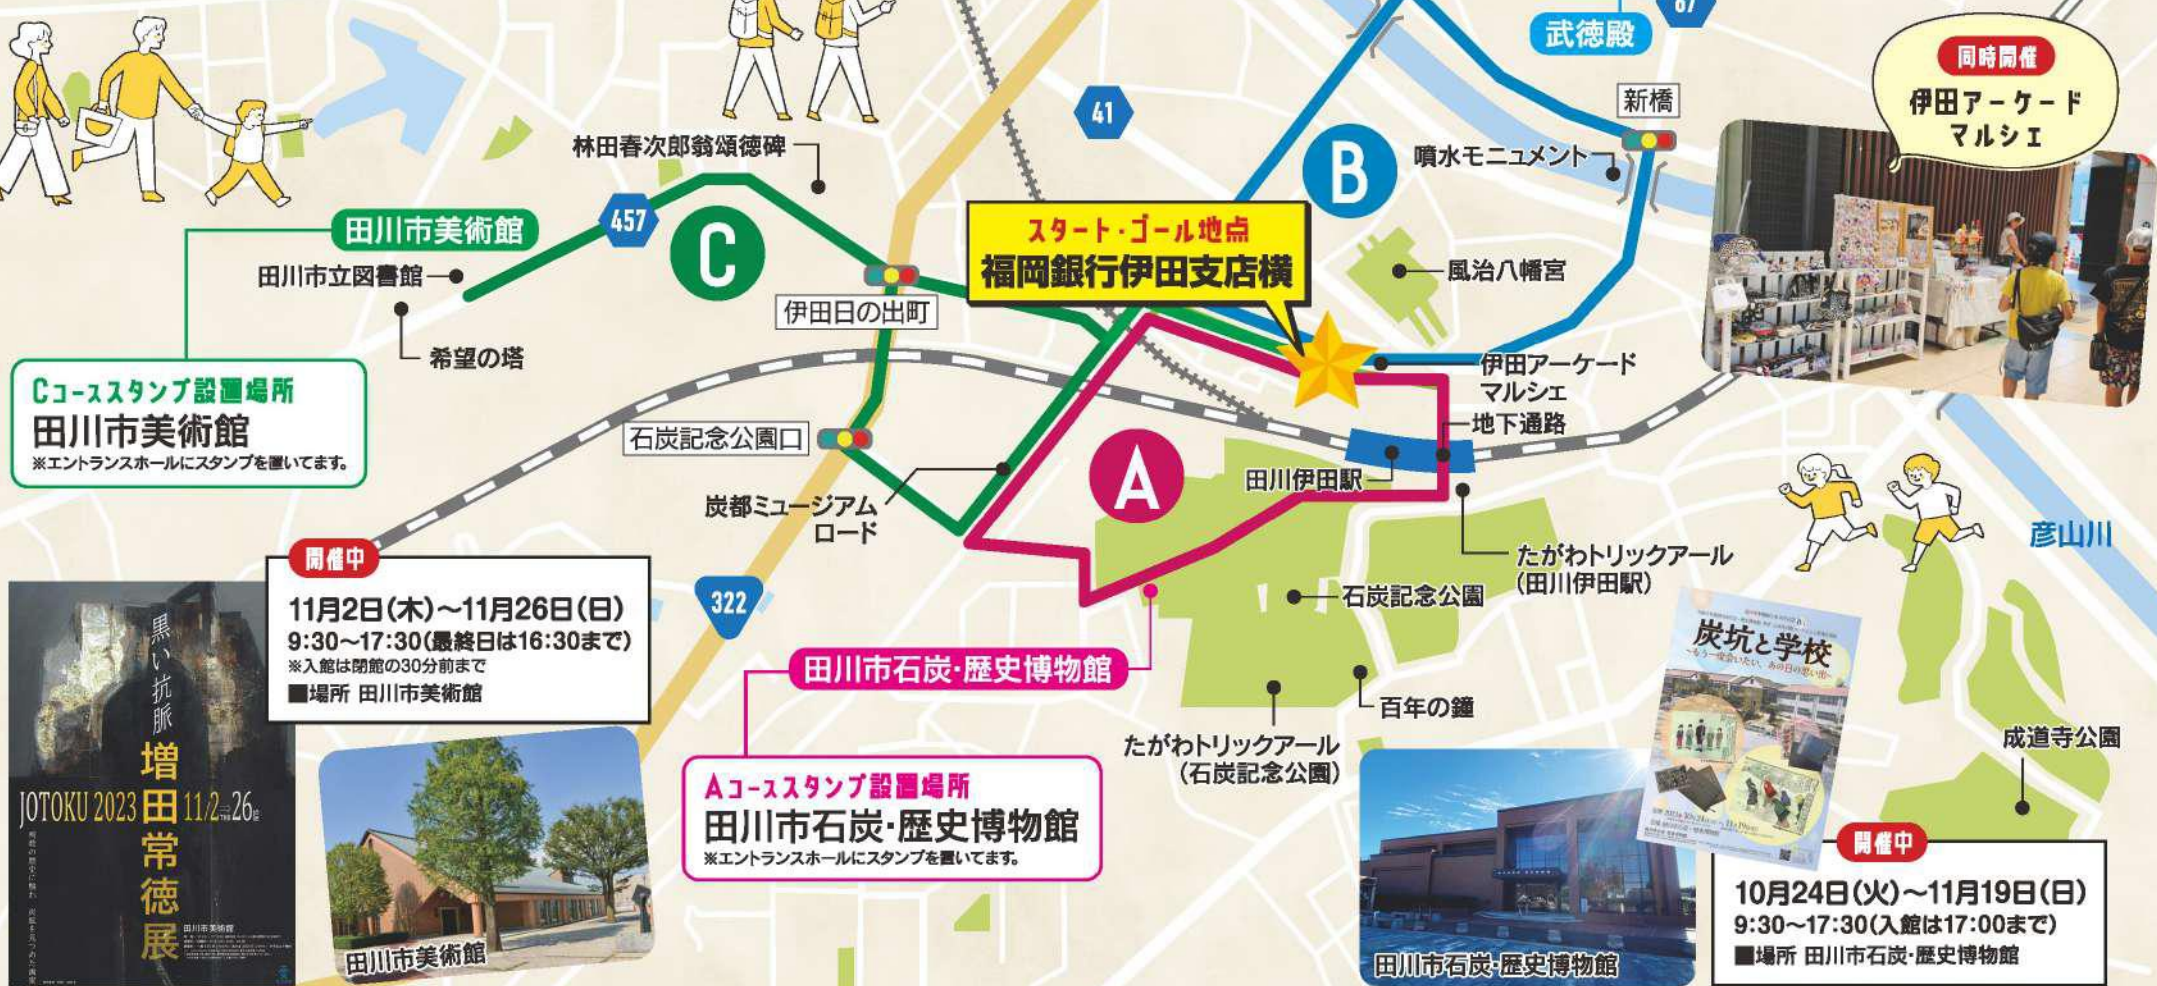 67
武徳殿
同時開催
伊田アーケード
マルシェ
新橋
41
B
噴水モニュメント
林田春次郎翁頌徳碑
田川市美術館
457
C
スタート・ゴール地点
福岡銀行伊田支店横
風治八幡宮
田川市立図書館
伊田日の出町
希望の塔
伊田アーケード
マルシェ
地下通路
Cコーススタンプ設置場所
田川市美術館
※エントランスホールにスタンプを置いてます。
石炭記念公園口
A
田川伊田駅
炭都ミュージアム
ロード
たがわトリックアール
(田川伊田駅)
彦山川
開催中
11月2日(木)～11月26日(日)
9:30～17:30(最終日は16:30まで)
※入館は閉館の30分前まで
■場所 田川市美術館
322
石炭記念公園
田川市石炭・歴史博物館
百年の鐘
たがわトリックアール
(石炭記念公園)
成道寺公園
Aコーススタンプ設置場所
田川市石炭・歴史博物館
※エントランスホールにスタンプを置いてます。
黒い抗脈
増田常徳展
JOTOKU 2023
11/2
26
田川市美術館
田川市美術館
炭坑と学校
～もう一度会いたい、あの日の思い出～
田川市石炭・歴史博物館
開催中
10月24日(火)～11月19日(日)
9:30～17:30(入館は17:00まで)
■場所 田川市石炭・歴史博物館